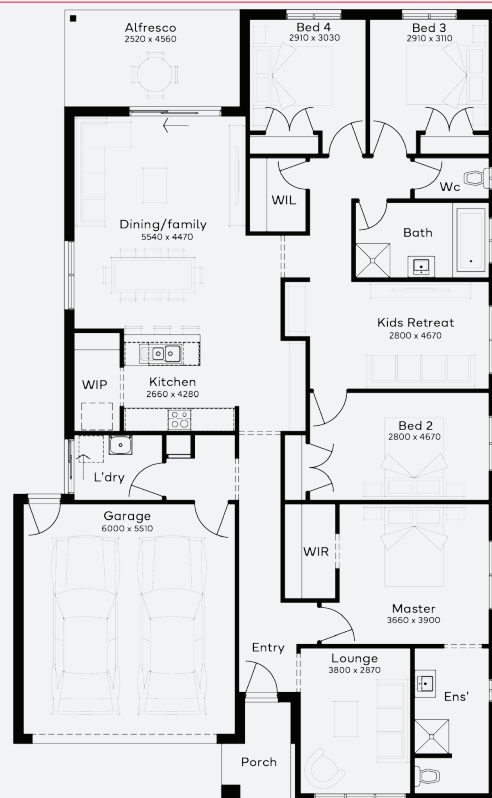 Alfresco
2520 x 4560
Bed 4
2910 x 3030
Bed 3
2910 x 3110
WIL
Wc
Bath
Dining/family
5540 x 4470
Kids Retreat
2800 x 4670
WIP
Kitchen
2660 x 4280
Bed 2
2800 x 4670
L'dry
Garage
6000 x 5510
WIR
Master
3660 x 3900
Entry
Lounge
3800 x 2870
Ens'
Porch